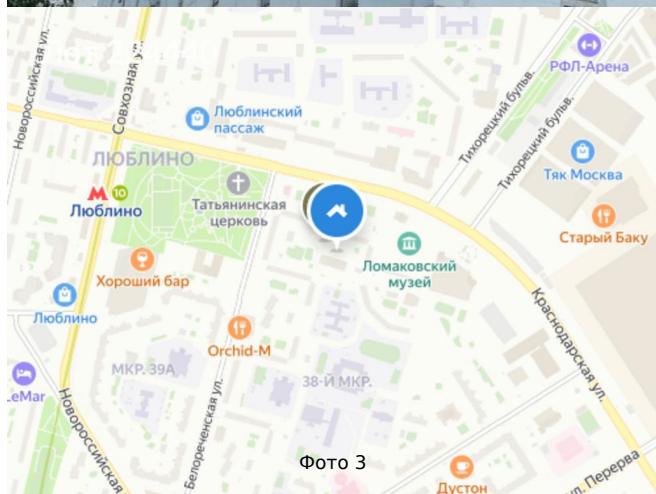 Новороссийская ул.
Совхозная ул.
РФЛ-Арена
Люблинский
пассаж
Тихорецкий бульв.
Тихорецкий бульв.
ЛЮБЛИНО
Тяк Москва
М 10
Люблино
Татьянинская
церковь
Старый Баку
Ломаковский
музей
Хороший бар
Люблино
Краснодарская ул.
Orchid-M
МКР. 39А
38-Й МКР.
LeMar
Новороссийская
Белореченская ул.
Фото 3
ул. Перерва
Дустон